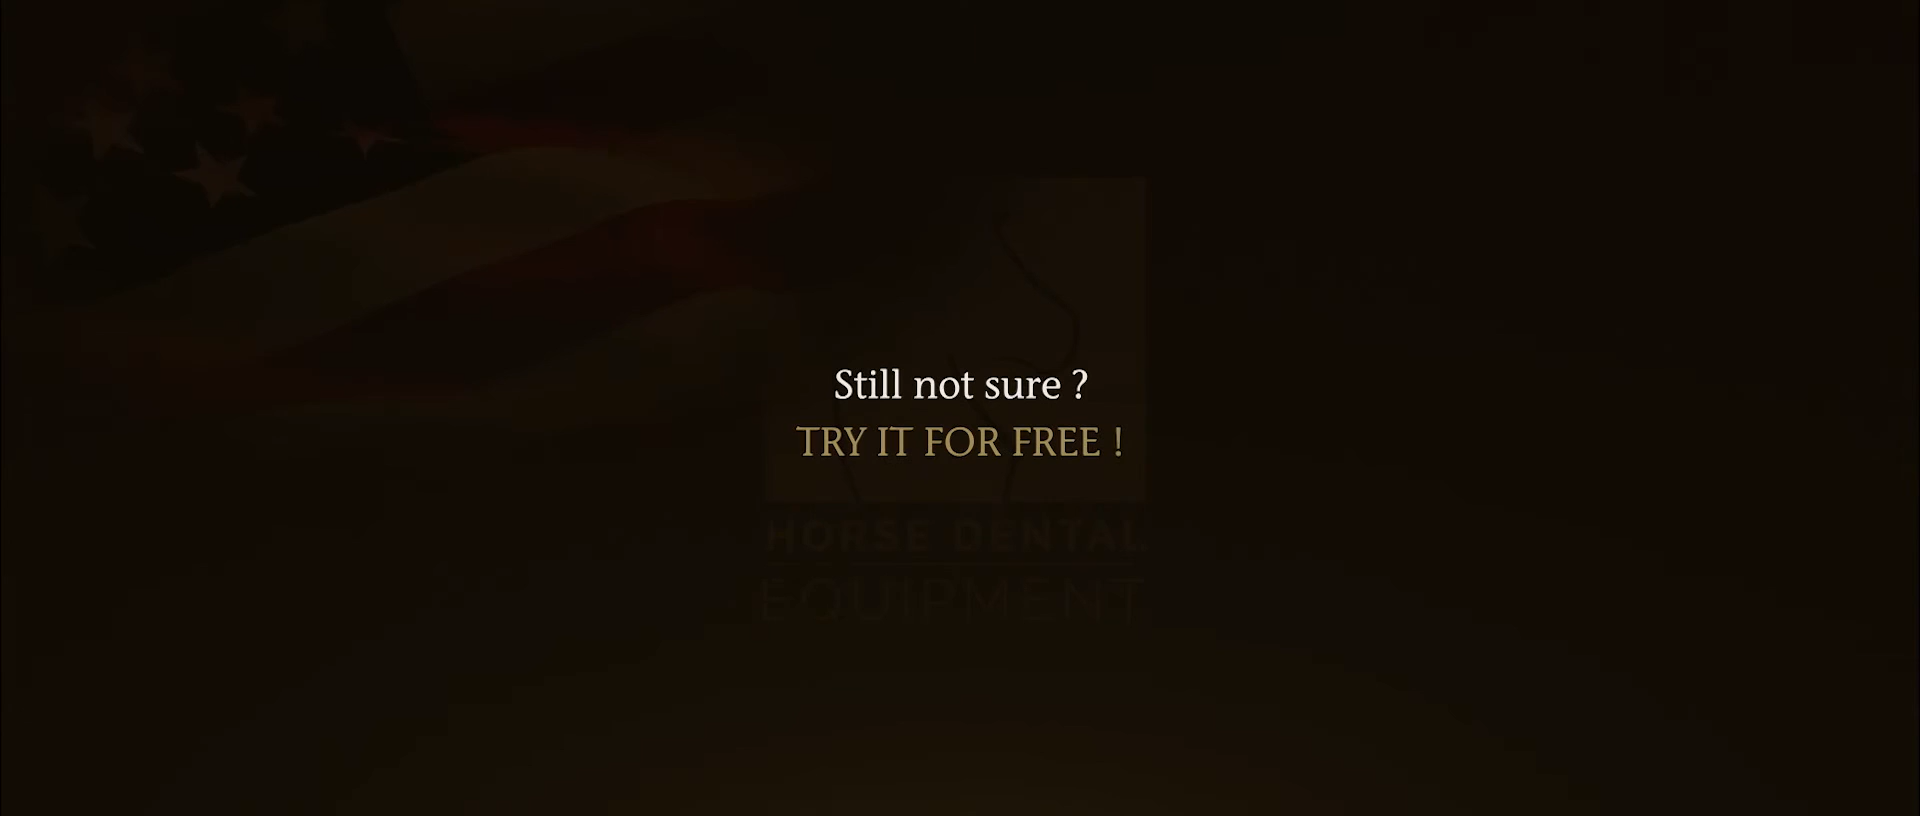 Still not sure ?
TRY IT FOR FREE !
HORSE DENTAL
EQUIPMENT